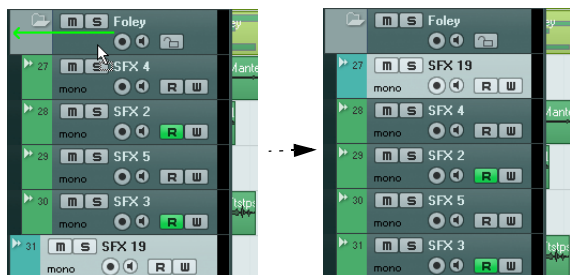 m S Foley
27 m S SFX 4
mono R W
28 m S SFX 2
mono R W
29 m S SFX 5
mono R W
30 m S SFX 3
mono R W
31 m S SFX 19
mono R W
m S Foley
27 m S SFX 19
mono R W
28 m S SFX 4
mono R W
29 m S SFX 2
mono R W
30 m S SFX 5
mono R W
31 m S SFX 3
mono R W